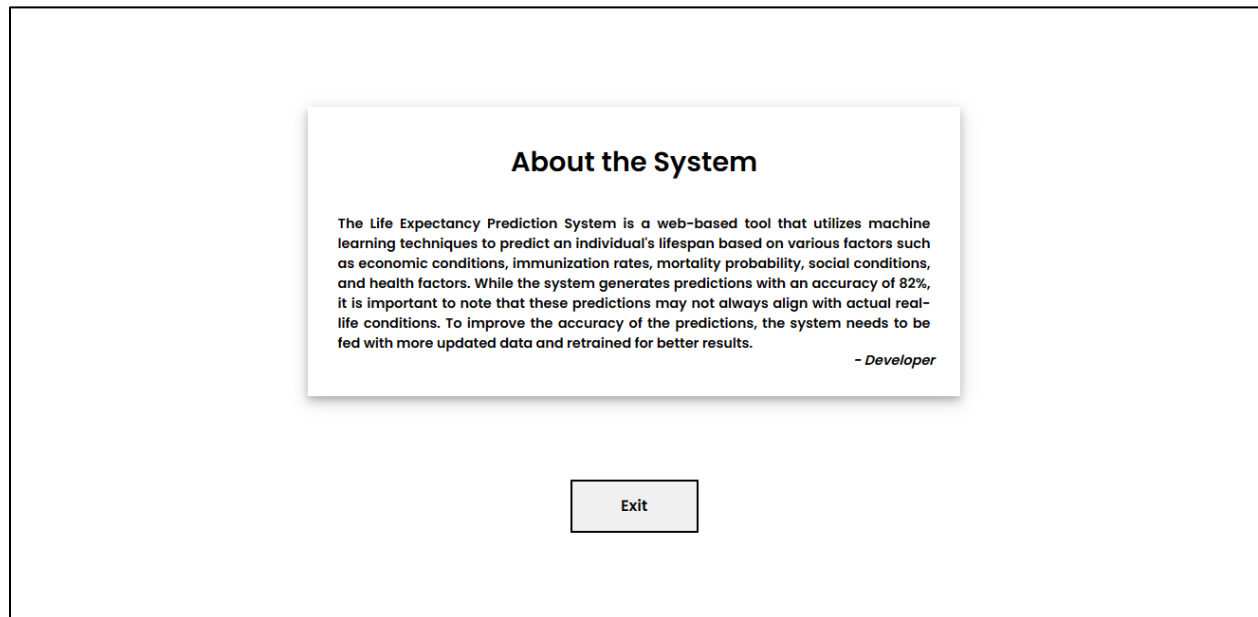 About the System
The Life Expectancy Prediction System is a web-based tool that utilizes machine
learning techniques to predict an individual's lifespan based on various factors such
as economic conditions, immunization rates, mortality probability, social conditions,
and health factors. While the system generates predictions with an accuracy of 82%,
it is important to note that these predictions may not always align with actual real-
life conditions. To improve the accuracy of the predictions, the system needs to be
fed with more updated data and retrained for better results.
- Developer
Exit